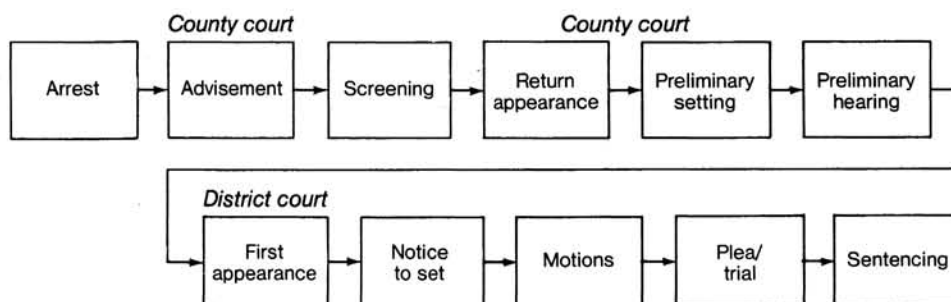 County court
County court
Arrest
Advisement
Screening
Return
appearance
Preliminary
setting
Preliminary
hearing
District court
First
appearance
Notice
to set
Motions
Plea/
trial
Sentencing